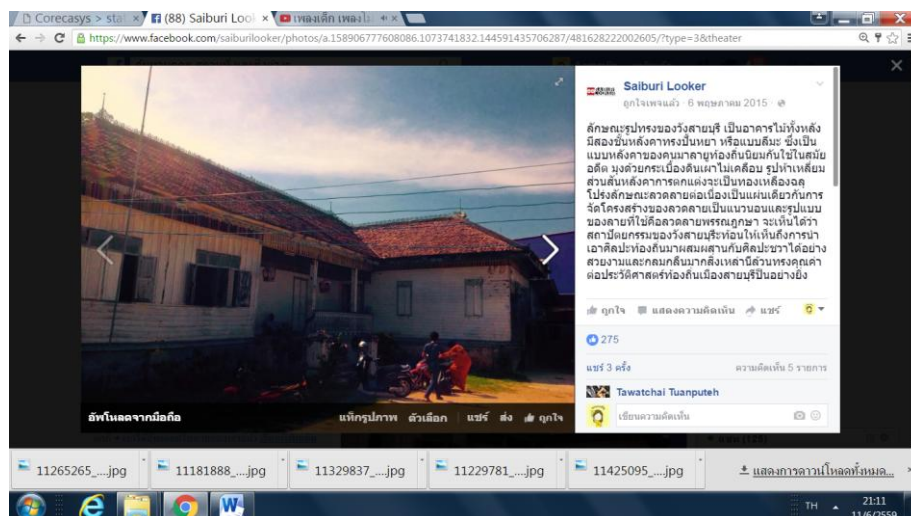 Corecasys > stat
(88) Saiburi Look
เพลงเด็ก เพลงไ
https://www.facebook.com/saiburilooker/photos/a.158906777608086.1073741832.144591435706287/481628222002605/?type=3&theater
Saiburi Looker
ถูกใจเพจแล้ว · 6 พฤษภาคม 2015 ·
ลักษณะรูปทรงของวังสายบุรี เป็นอาคารไม้ทั้งหลัง
มีสองชั้นหลังคาทรงปั้นหยา หรือแบบลีมะ ซึ่งเป็น
แบบหลังคาของคนมาลายูท้องถิ่นนิยมกันใช้ในสมัย
อดีต มุงด้วยกระเบื้องดินเผาไม่เคลือบ รูปห้าเหลี่ยม
ส่วนสันหลังคาการตกแต่งจะเป็นทองเหลืองฉลุ
โปร่งลักษณะลวดลายต่อเนื่องเป็นแผ่นเดียวกันการ
จัดโครงสร้างของลวดลายเป็นแนวนอนและรูปแบบ
ของลายที่ใช้คือลวดลายพรรณฤกษา จะเห็นได้ว่า
สถาปัตยกรรมของวังสายบุรีะท้อนให้เห็นถึงการนำ
เอาศิลปะท้องถิ่นมาผสมผสานกับศิลปะชวาได้อย่าง
สวยงามและกลมกลืนมากสิ่งเหล่านี้ล้วนทรงคุณค่า
ต่อประวัติศาสตร์ท้องถิ่นเมืองสายบุรีปืนอย่างยิ่ง
ถูกใจ แสดงความคิดเห็น แชร์
275
แชร์ 3 ครั้ง ความคิดเห็น 5 รายการ
Tawatchai Tuanputeh
เขียนความคิดเห็น
อัพโหลดจากมือถือ แท็กรูปภาพ ตัวเลือก แชร์ ส่ง ถูกใจ
11265265_....jpg 11181888_....jpg 11329837_....jpg 11229781_....jpg 11425095_....jpg แสดงการดาวน์โหลดทั้งหมด...
TH 21:11
11/6/2559